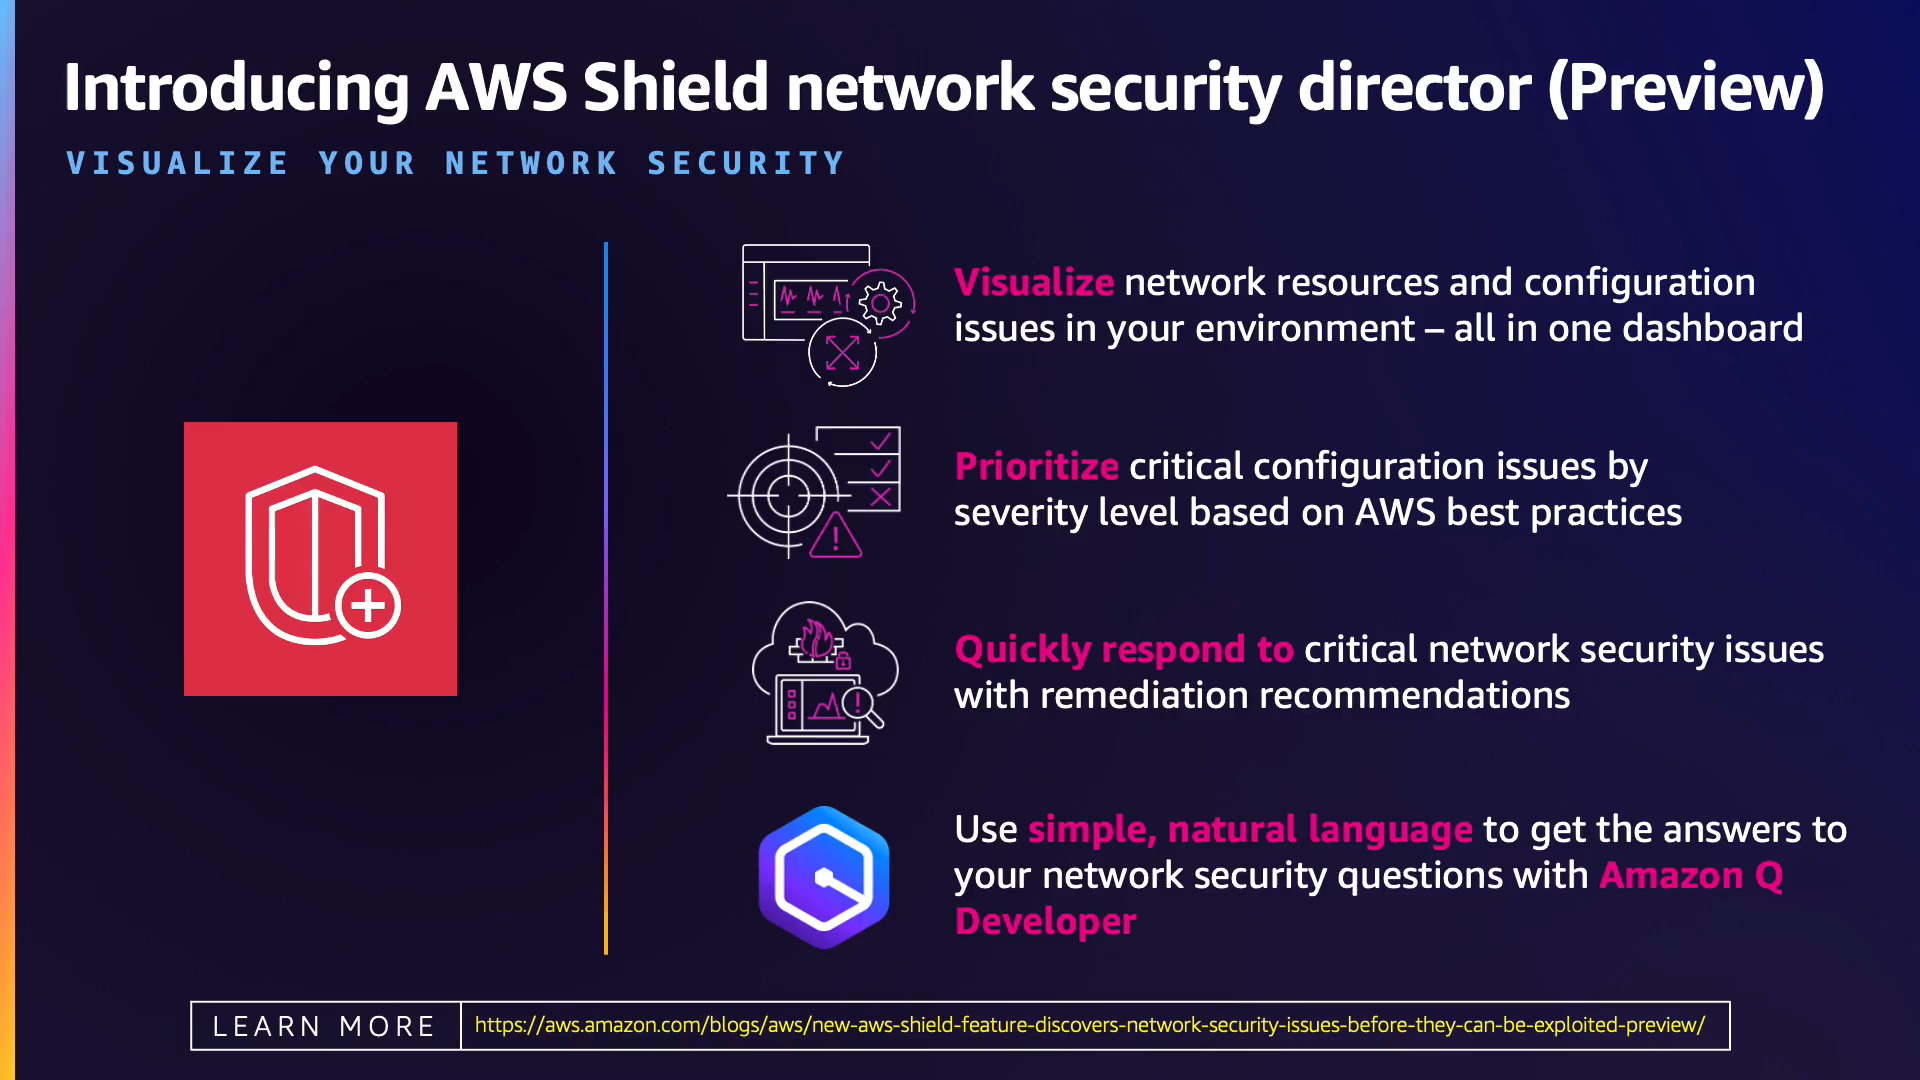 Introducing AWS Shield network security director (Preview)
VISUALIZE YOUR NETWORK SECURITY
Visualize network resources and configuration
issues in your environment – all in one dashboard
Prioritize critical configuration issues by
severity level based on AWS best practices
Quickly respond to critical network security issues
with remediation recommendations
Use simple, natural language to get the answers to
your network security questions with Amazon Q
Developer
LEARN MORE
https://aws.amazon.com/blogs/aws/new-aws-shield-feature-discovers-network-security-issues-before-they-can-be-exploited-preview/